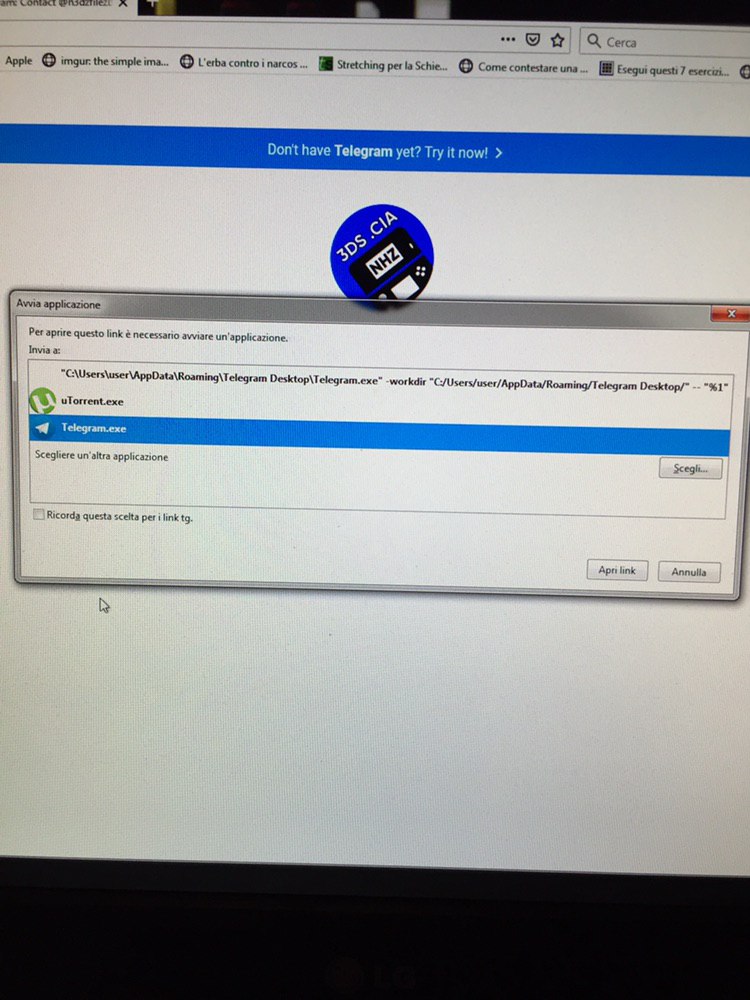 am: Contact @n3dzfilez
Cerca
Apple
imgur: the simple ima...
L'erba contro i narcos ...
Stretching per la Schie...
Come contestare una ...
Esegui questi 7 esercizi...
Don't have Telegram yet? Try it now!
3DS .CIA
NHZ
Avvia applicazione
Per aprire questo link è necessario avviare un'applicazione.
Invia a:
"C:\Users\user\AppData\Roaming\Telegram Desktop\Telegram.exe" -workdir "C:/Users/user/AppData/Roaming/Telegram Desktop/" -- "%1"
uTorrent.exe
Telegram.exe
Scegliere un'altra applicazione
Scegli...
Ricorda questa scelta per i link tg.
Apri link
Annulla
LG